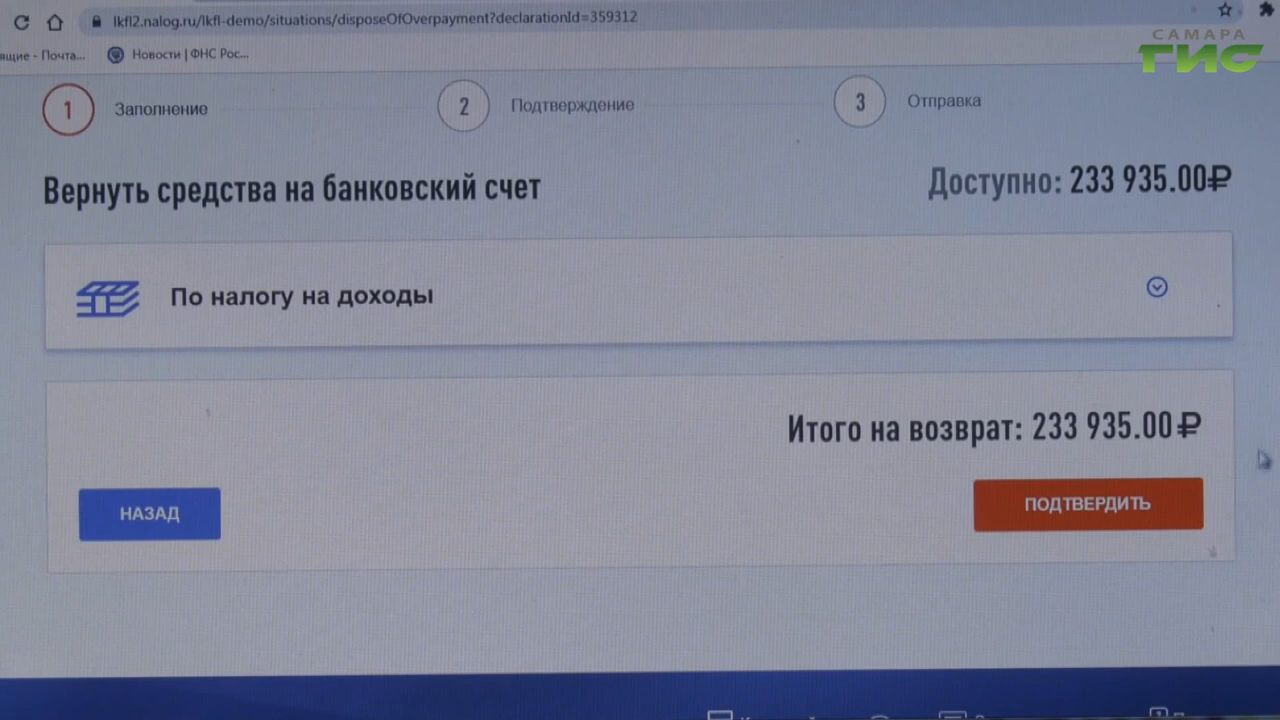 lkfl2.nalog.ru/lkfl-demo/situations/disposeOfOverpayment?declarationId=359312
ящие - Почта... Новости | ФНС Рос...
САМАРА
ГИС
1 Заполнение 2 Подтверждение 3 Отправка
Вернуть средства на банковский счет Доступно: 233 935.00₽
По налогу на доходы
Итого на возврат: 233 935.00 ₽
НАЗАД ПОДТВЕРДИТЬ